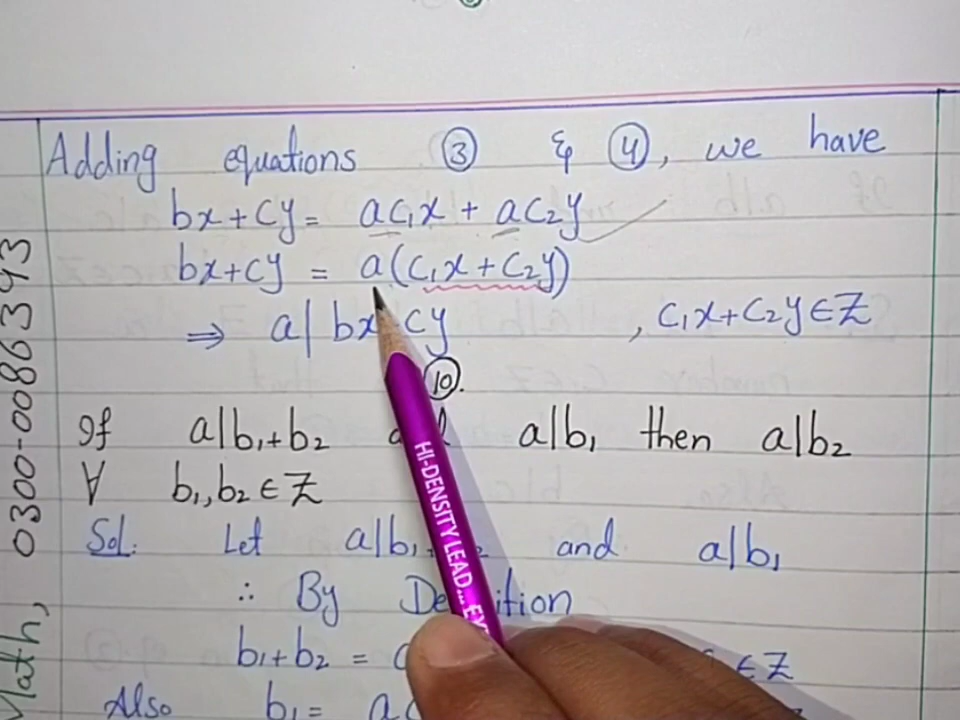 Adding equations ③ & ④, we have
bx+cy = ac₁x + ac₂y
bx+cy = a(c₁x + c₂y)
⇒ a | bx cy , c₁x+c₂y ∈ Z
⑩.
If a|b₁+b₂ a|b₁ then a|b₂
∀ b₁,b₂ ∈ Z
Sol: Let a|b₁ and a|b₁
∴ By
b₁+b₂ = ∈ Z
Also b₁ =
Math, 0300-0086393
HI-DENSITY LEAD...